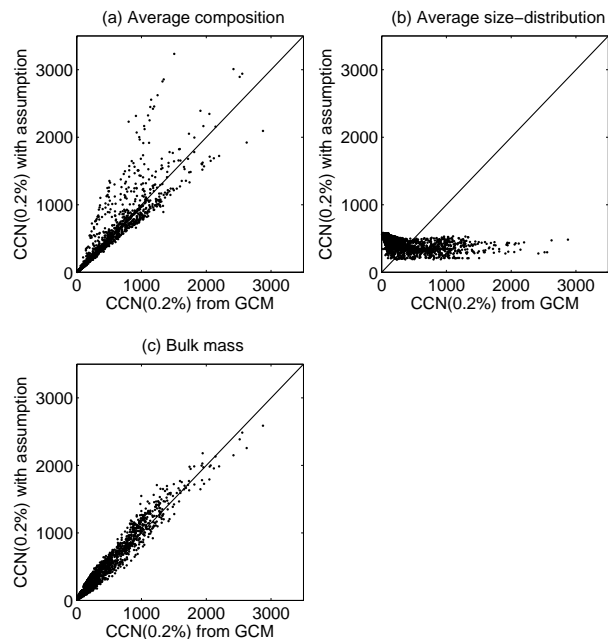 (a) Average composition
3000
2000
1000
0
CCN(0.2%) with assumption
0 1000 2000 3000
CCN(0.2%) from GCM
(b) Average size−distribution
3000
2000
1000
0
CCN(0.2%) with assumption
0 1000 2000 3000
CCN(0.2%) from GCM
(c) Bulk mass
3000
2000
1000
0
CCN(0.2%) with assumption
0 1000 2000 3000
CCN(0.2%) from GCM